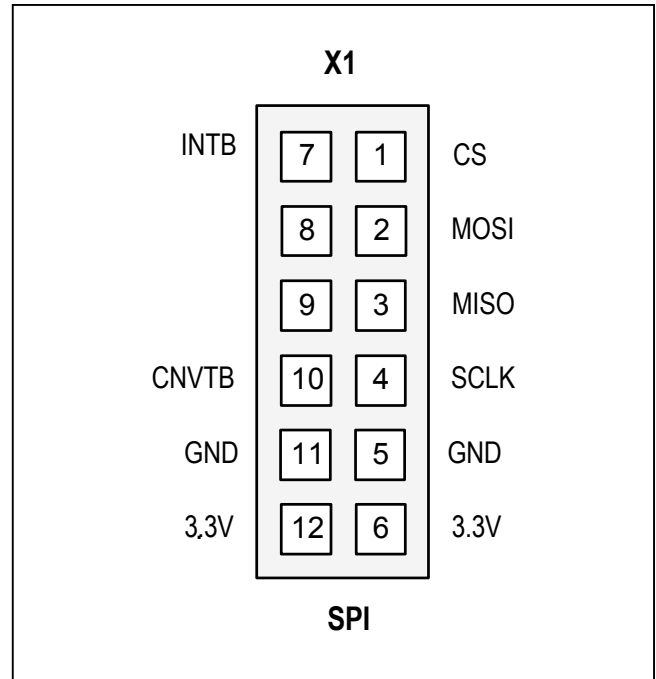 X1
INTB 7 1 CS
8 2 MOSI
9 3 MISO
CNVTB 10 4 SCLK
GND 11 5 GND
3.3V 12 6 3.3V
SPI